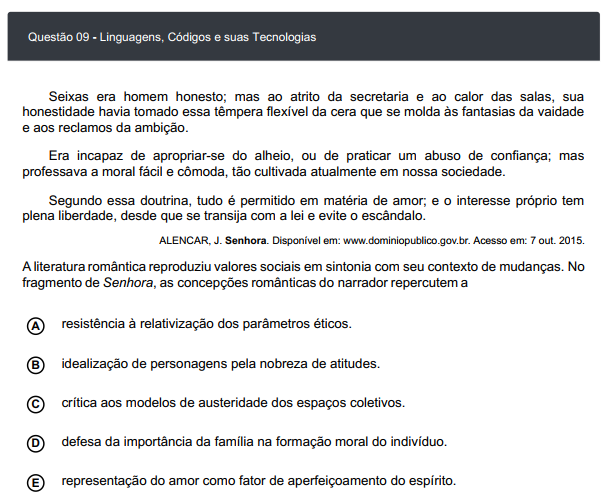 Questão 09 - Linguagens, Códigos e suas Tecnologias
Seixas era homem honesto; mas ao atrito da secretaria e ao calor das salas, sua
honestidade havia tomado essa têmpera flexível da cera que se molda às fantasias da vaidade
e aos reclamos da ambição.
Era incapaz de apropriar-se do alheio, ou de praticar um abuso de confiança; mas
professava a moral fácil e cômoda, tão cultivada atualmente em nossa sociedade.
Segundo essa doutrina, tudo é permitido em matéria de amor; e o interesse próprio tem
plena liberdade, desde que se transija com a lei e evite o escândalo.
ALENCAR, J. Senhora. Disponível em: www.dominiopublico.gov.br. Acesso em: 7 out. 2015.
A literatura romântica reproduziu valores sociais em sintonia com seu contexto de mudanças. No
fragmento de Senhora, as concepções românticas do narrador repercutem a
A resistência à relativização dos parâmetros éticos.
B idealização de personagens pela nobreza de atitudes.
C crítica aos modelos de austeridade dos espaços coletivos.
D defesa da importância da família na formação moral do indivíduo.
E representação do amor como fator de aperfeiçoamento do espírito.